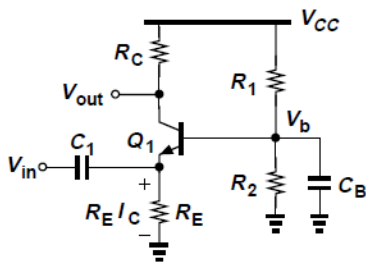 V_CC
R_C
R_1
V_out
V_b
C_1
Q_1
V_in
R_2
C_B
+
R_E I_C
R_E
−